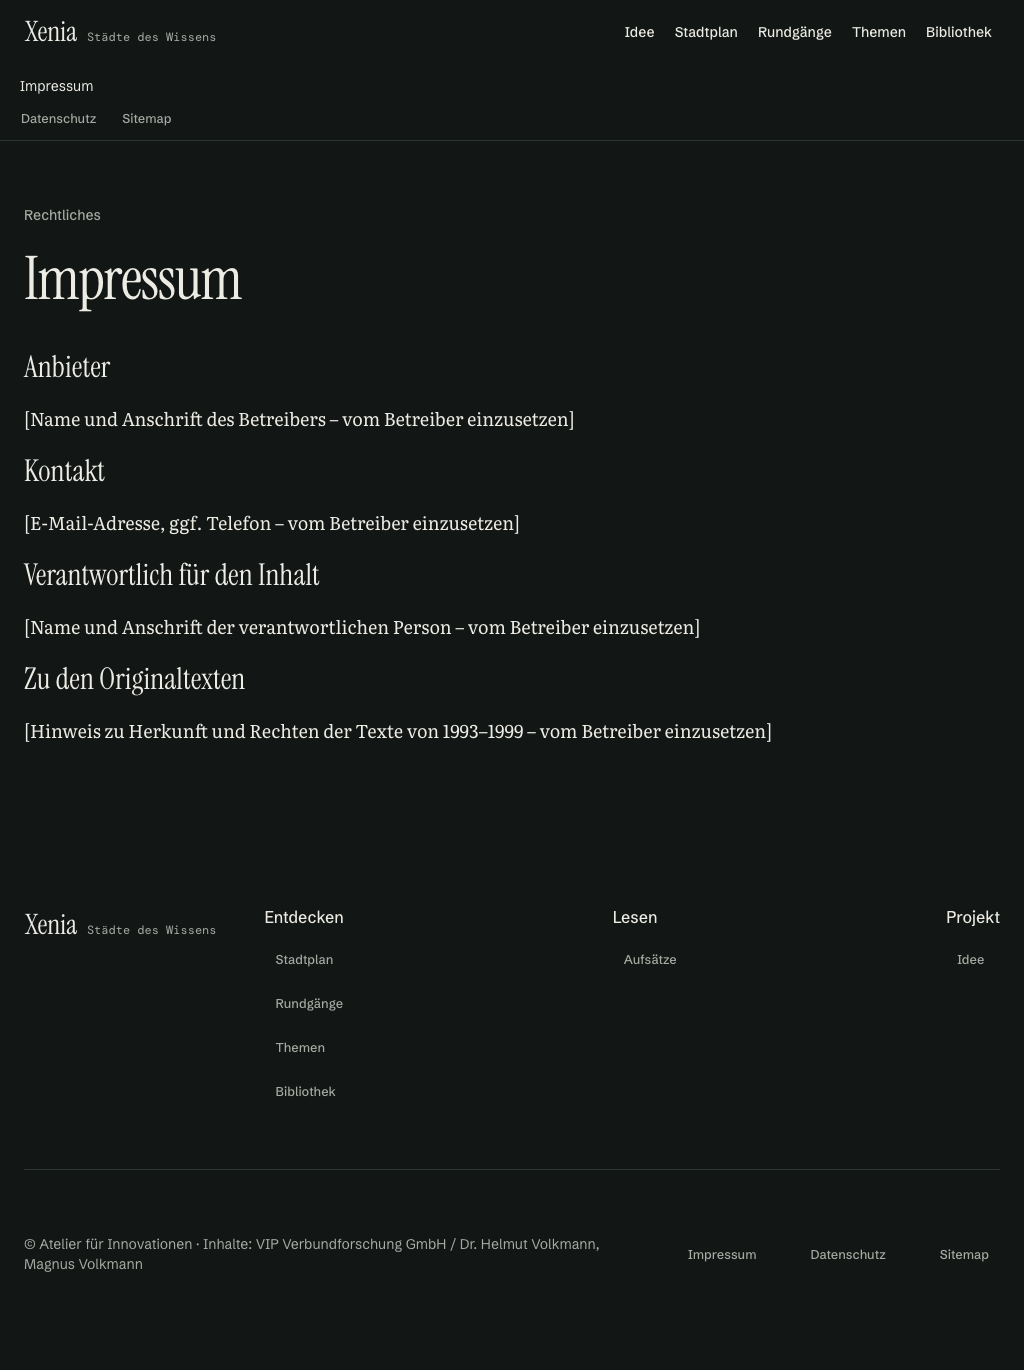 Xenia Städte des Wissens
Idee Stadtplan Rundgänge Themen Bibliothek
Impressum
Datenschutz Sitemap
Rechtliches
Impressum
Anbieter
[Name und Anschrift des Betreibers – vom Betreiber einzusetzen]
Kontakt
[E-Mail-Adresse, ggf. Telefon – vom Betreiber einzusetzen]
Verantwortlich für den Inhalt
[Name und Anschrift der verantwortlichen Person – vom Betreiber einzusetzen]
Zu den Originaltexten
[Hinweis zu Herkunft und Rechten der Texte von 1993–1999 – vom Betreiber einzusetzen]
Xenia Städte des Wissens
Entdecken
Stadtplan
Rundgänge
Themen
Bibliothek
Lesen
Aufsätze
Projekt
Idee
© Atelier für Innovationen · Inhalte: VIP Verbundforschung GmbH / Dr. Helmut Volkmann,
Magnus Volkmann
Impressum Datenschutz Sitemap